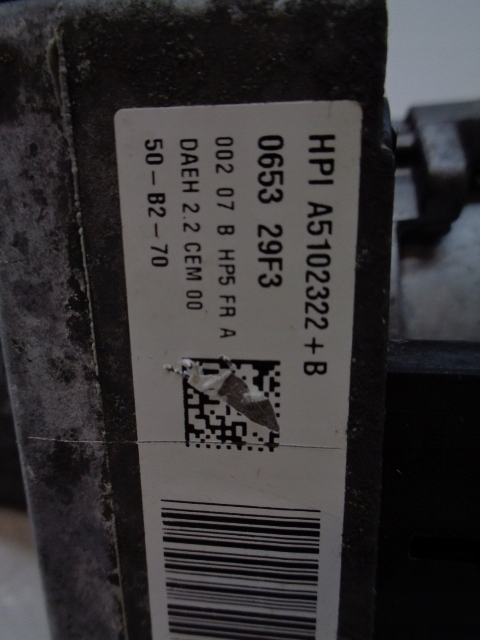 HPI A5102322+B
0653 29F3
002 07 B HP5 FR A
DAEH 2.2 CEM 00
50-B2-70